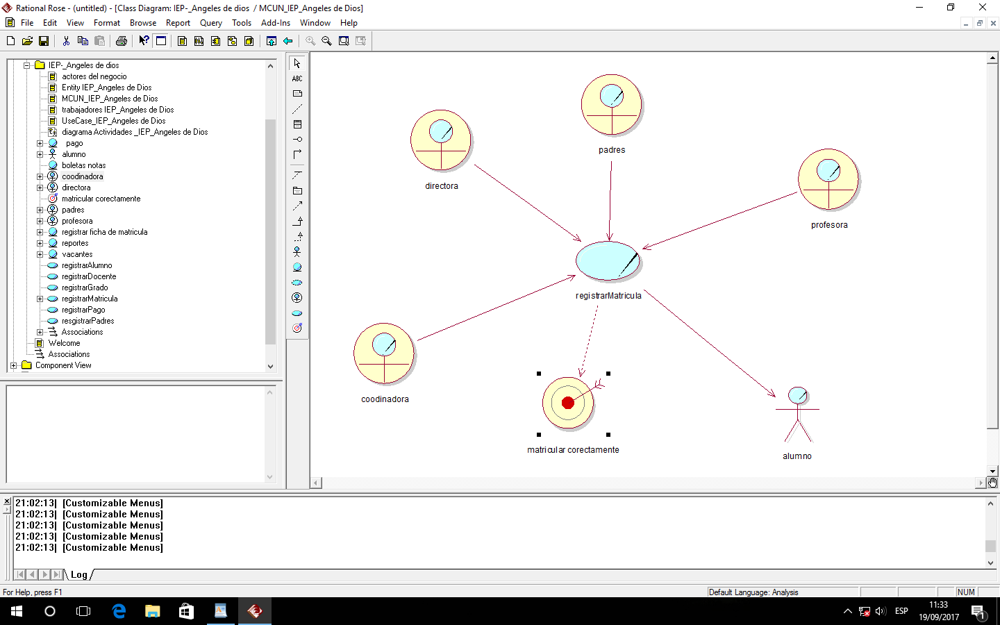 Rational Rose - (untitled) - [Class Diagram: IEP-_Angeles de dios / MCUN_IEP_Angeles de Dios]
File Edit View Format Browse Report Query Tools Add-Ins Window Help
IEP-_Angeles de dios
actores del negocio
Entity IEP_Angeles de Dios
MCUN_IEP_Angeles de Dios
trabajadores IEP_Angeles de Dios
UseCase_IEP_Angeles de Dios
diagrama Actividades _IEP_Angeles de Dios
pago
alumno
boletas notas
coodinadora
directora
matricular corectamente
padres
profesora
registrar ficha de matricula
reportes
vacantes
registrarAlumno
registrarDocente
registrarGrado
registrarMatricula
registrarPago
resgistrarPadres
Associations
Welcome
Associations
Component View
ABC
padres
directora
profesora
registrarMatricula
coodinadora
matricular corectamente
alumno
21:02:13| [Customizable Menus]
21:02:13| [Customizable Menus]
21:02:13| [Customizable Menus]
21:02:13| [Customizable Menus]
21:02:13| [Customizable Menus]
Log
For Help, press F1
Default Language: Analysis
NUM
ESP
11:33
19/09/2017
1